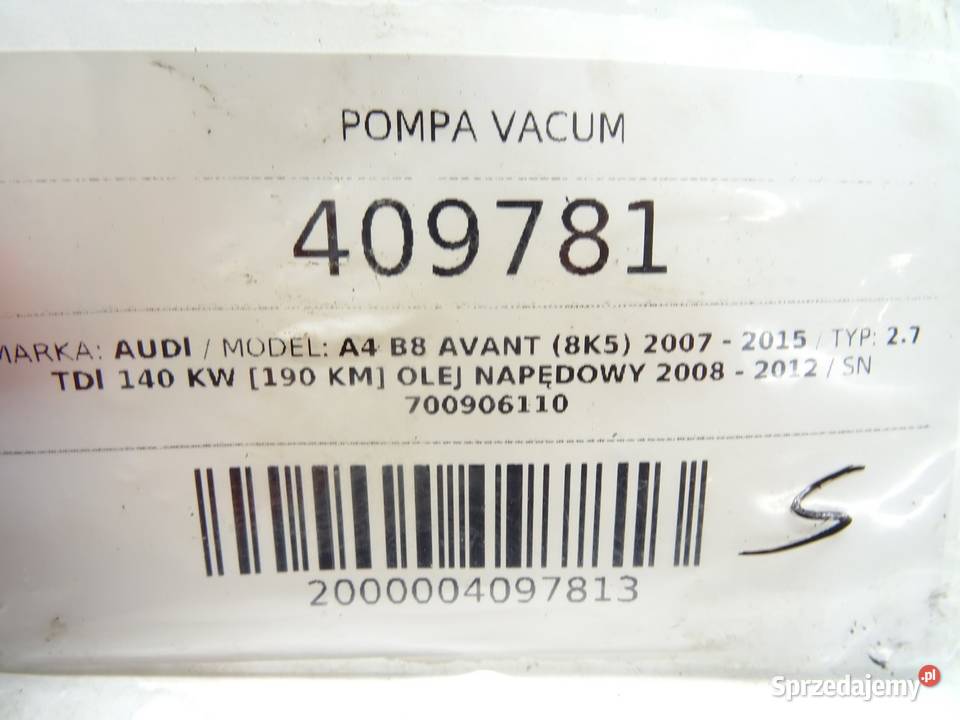 POMPA VACUM
409781
MARKA: AUDI / MODEL: A4 B8 AVANT (8K5) 2007 - 2015 / TYP: 2.7
TDI 140 KW [190 KM] OLEJ NAPĘDOWY 2008 - 2012 / SN
700906110
S
2000004097813
Sprzedajemy.pl